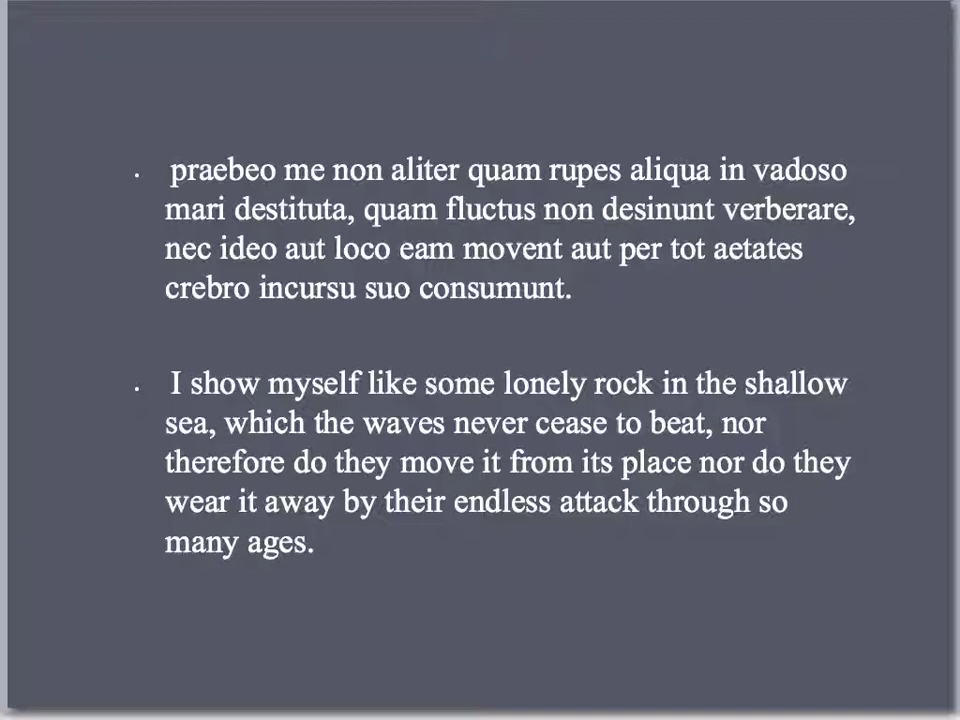 · praebeo me non aliter quam rupes aliqua in vadoso
mari destituta, quam fluctus non desinunt verberare,
nec ideo aut loco eam movent aut per tot aetates
crebro incursu suo consumunt.
· I show myself like some lonely rock in the shallow
sea, which the waves never cease to beat, nor
therefore do they move it from its place nor do they
wear it away by their endless attack through so
many ages.